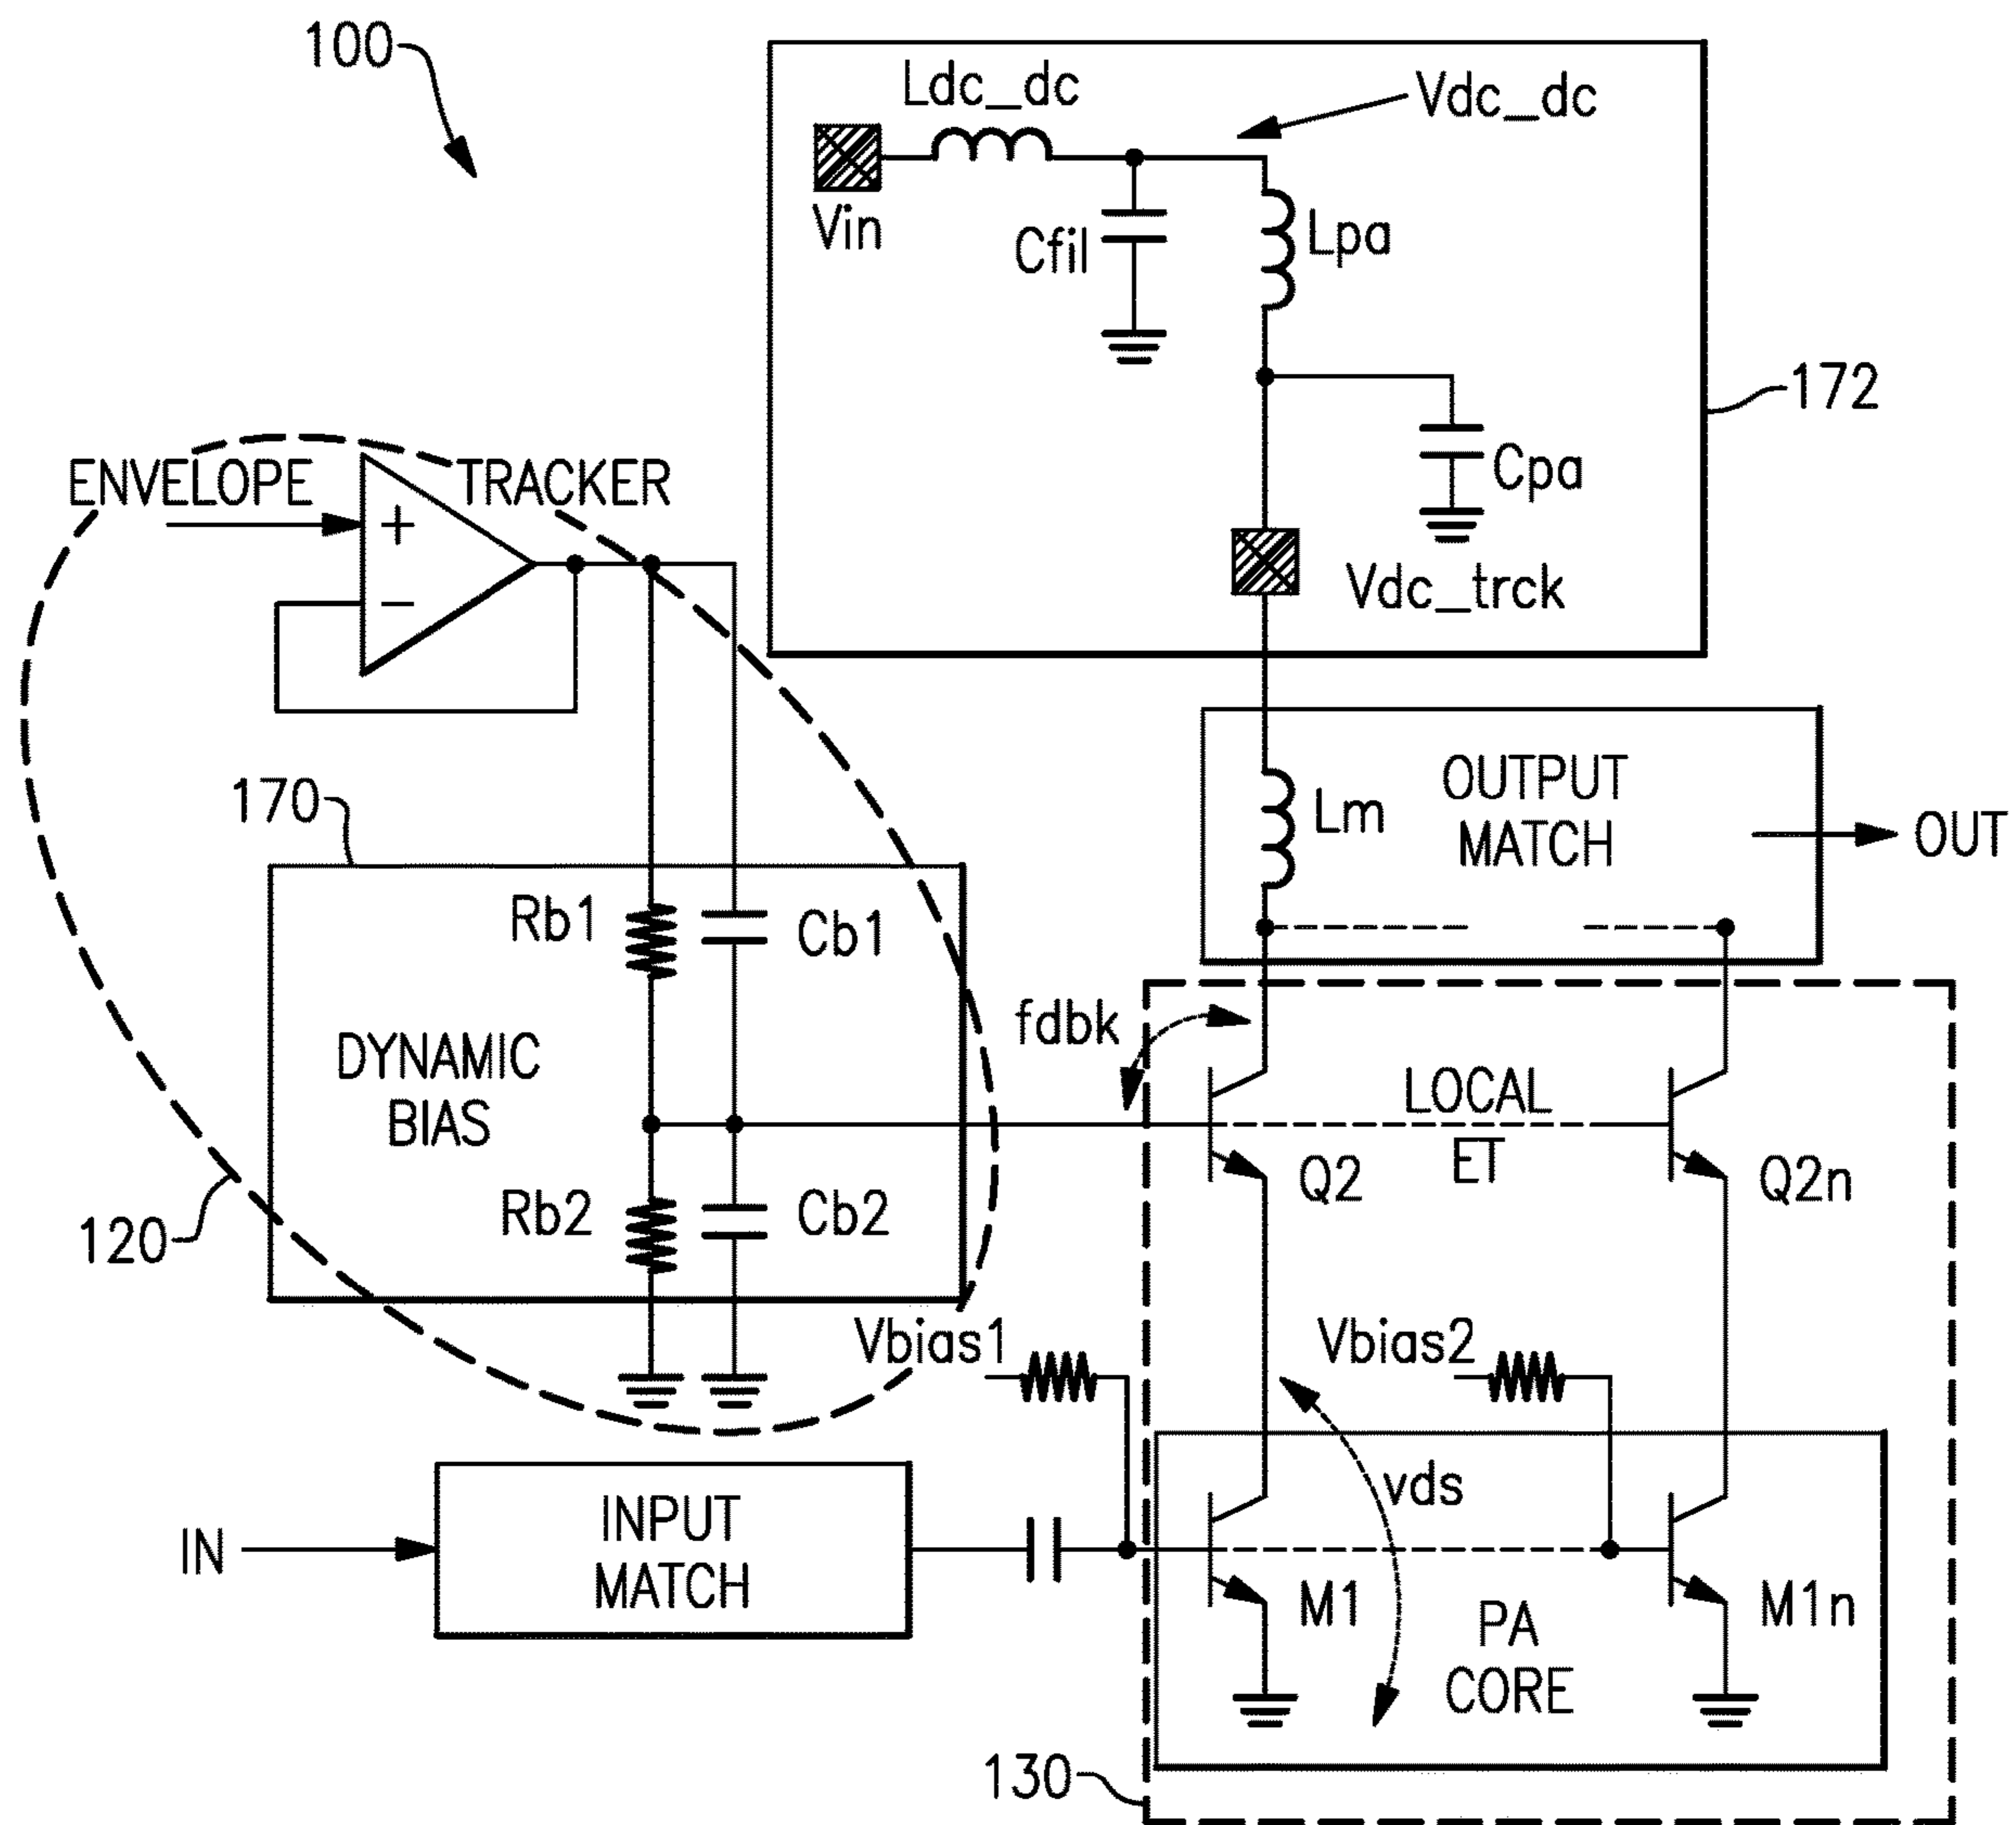 100
Ldc_dc
Vdc_dc
Vin
Cfil
Lpa
172
ENVELOPE TRACKER
+
−
Cpa
Vdc_trck
170
Lm
OUTPUT
MATCH
OUT
Rb1
Cb1
fdbk
DYNAMIC
BIAS
LOCAL
ET
Q2
Q2n
120
Rb2
Cb2
Vbias1
Vbias2
vds
IN
INPUT
MATCH
M1
M1n
PA
CORE
130